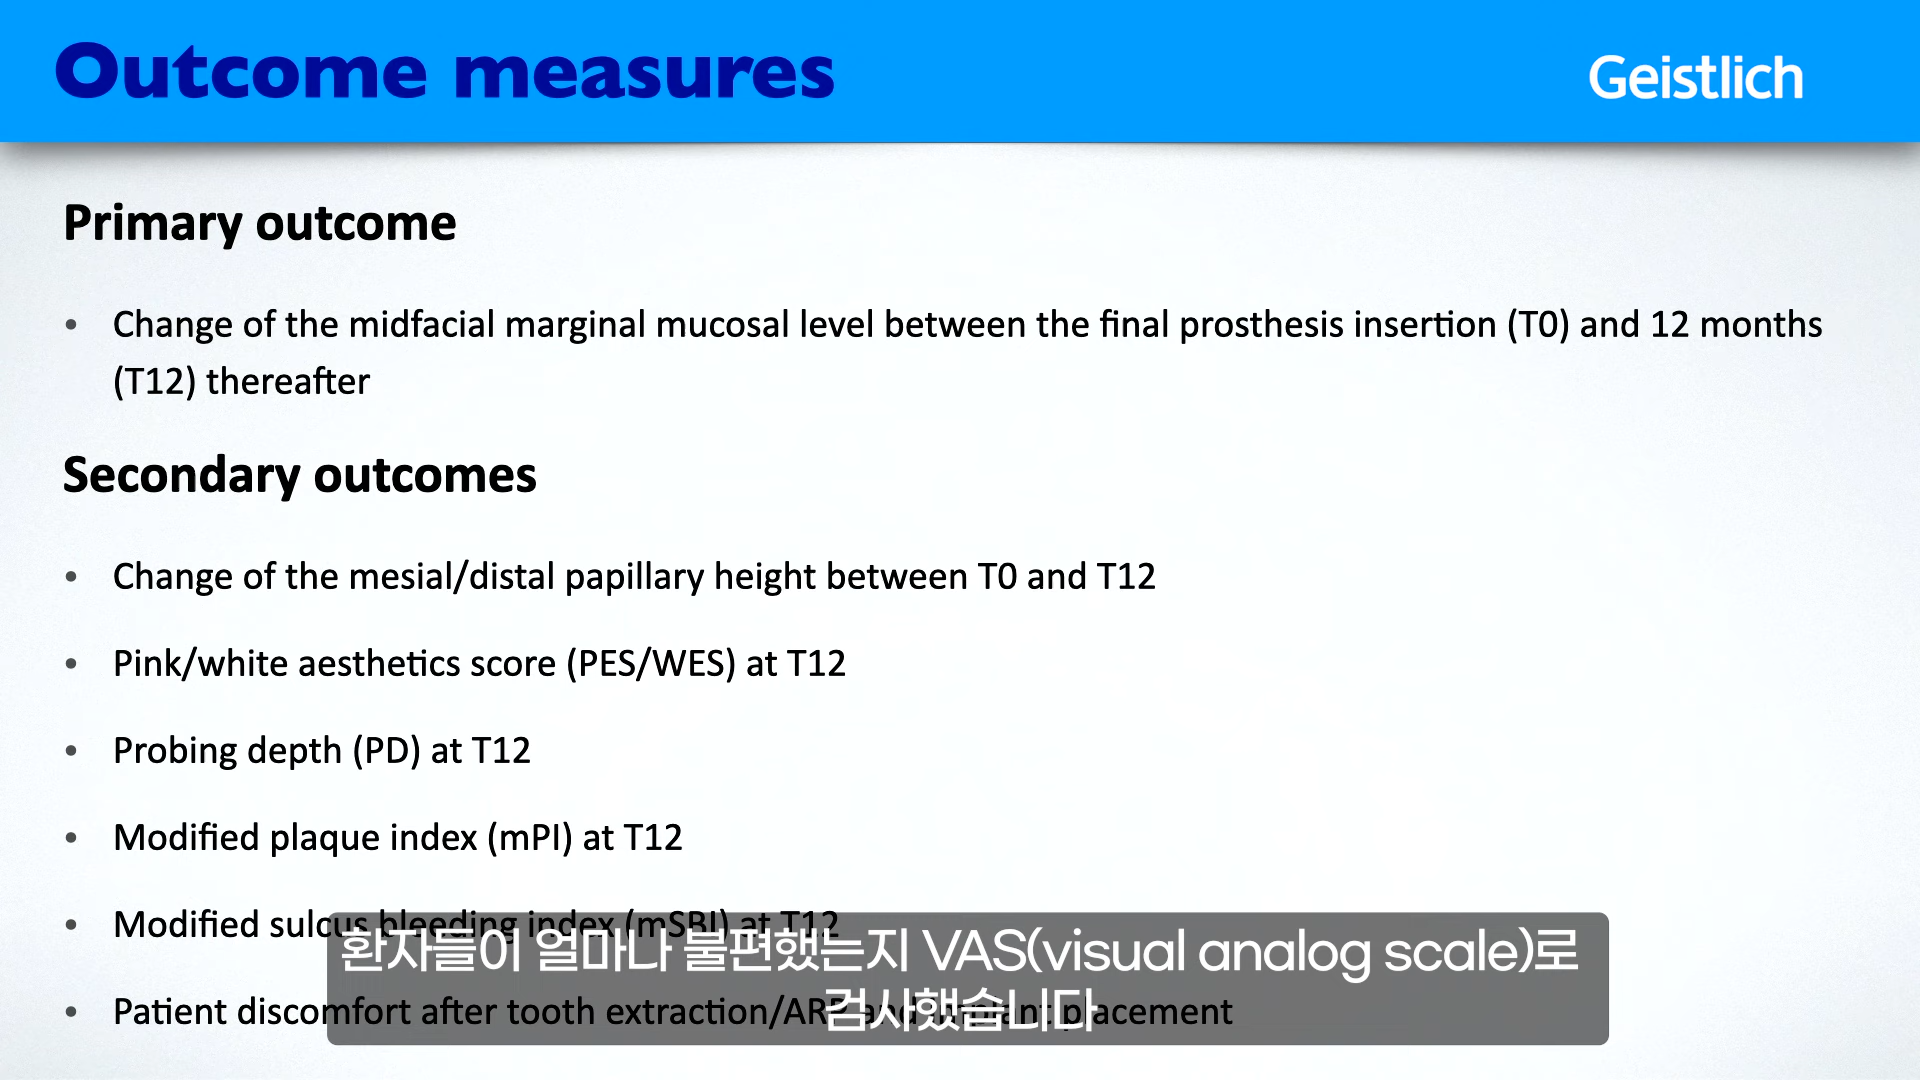 Outcome measures
Geistlich
Primary outcome
• Change of the midfacial marginal mucosal level between the final prosthesis insertion (T0) and 12 months
(T12) thereafter
Secondary outcomes
• Change of the mesial/distal papillary height between T0 and T12
• Pink/white aesthetics score (PES/WES) at T12
• Probing depth (PD) at T12
• Modified plaque index (mPI) at T12
• Modified sulcus bleeding index (mSBI) at T12
환자들이 얼마나 불편했는지 VAS(visual analog scale)로
검사했습니다
• Patient discomfort after tooth extraction/ARP and implant placement